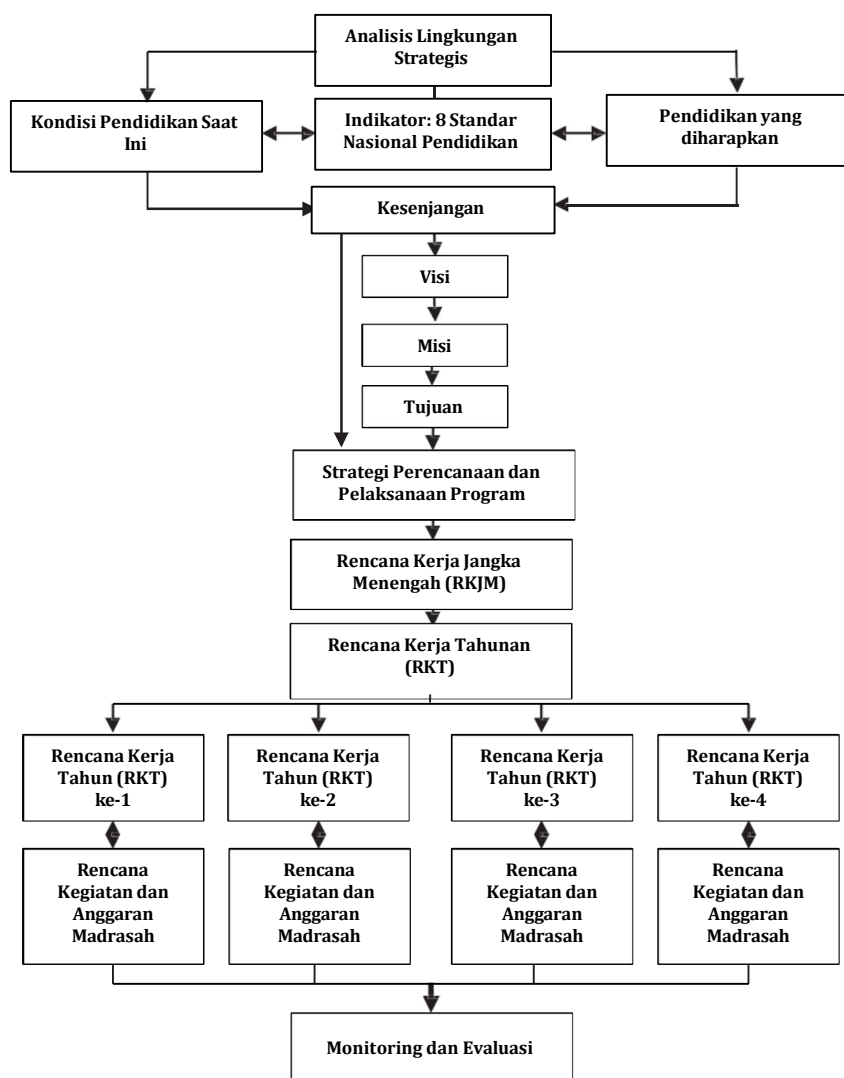 Analisis Lingkungan
Strategis
Kondisi Pendidikan Saat
Ini
Indikator: 8 Standar
Nasional Pendidikan
Pendidikan yang
diharapkan
Kesenjangan
Visi
Misi
Tujuan
Strategi Perencanaan dan
Pelaksanaan Program
Rencana Kerja Jangka
Menengah (RKJM)
Rencana Kerja Tahunan
(RKT)
Rencana Kerja
Tahun (RKT)
ke-1
Rencana Kerja
Tahun (RKT)
ke-2
Rencana Kerja
Tahun (RKT)
ke-3
Rencana Kerja
Tahun (RKT)
ke-4
Rencana
Kegiatan dan
Anggaran
Madrasah
Rencana
Kegiatan dan
Anggaran
Madrasah
Rencana
Kegiatan dan
Anggaran
Madrasah
Rencana
Kegiatan dan
Anggaran
Madrasah
Monitoring dan Evaluasi